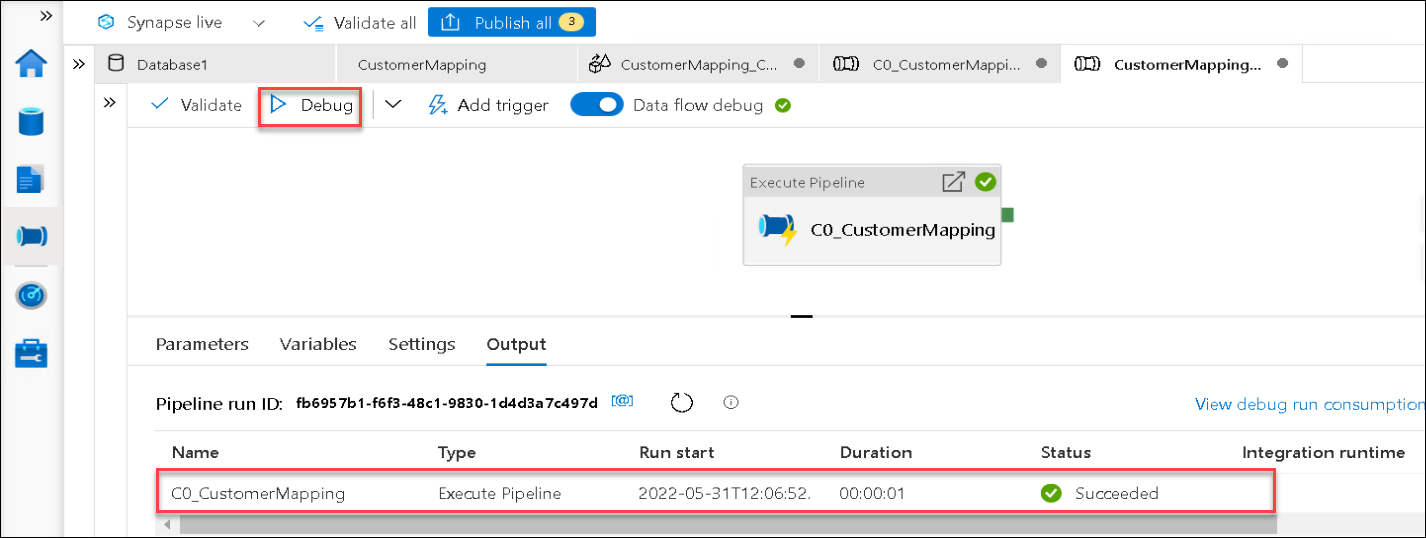 Synapse live
Validate all
Publish all 3
Database1
CustomerMapping
CustomerMapping_C...
C0_CustomerMappi...
CustomerMapping...
Validate
Debug
Add trigger
Data flow debug
Execute Pipeline
C0_CustomerMapping
Parameters Variables Settings Output
Pipeline run ID: fb6957b1-f6f3-48c1-9830-1d4d3a7c497d [@]
View debug run consumption
Name Type Run start Duration Status Integration runtime
C0_CustomerMapping Execute Pipeline 2022-05-31T12:06:52. 00:00:01 Succeeded